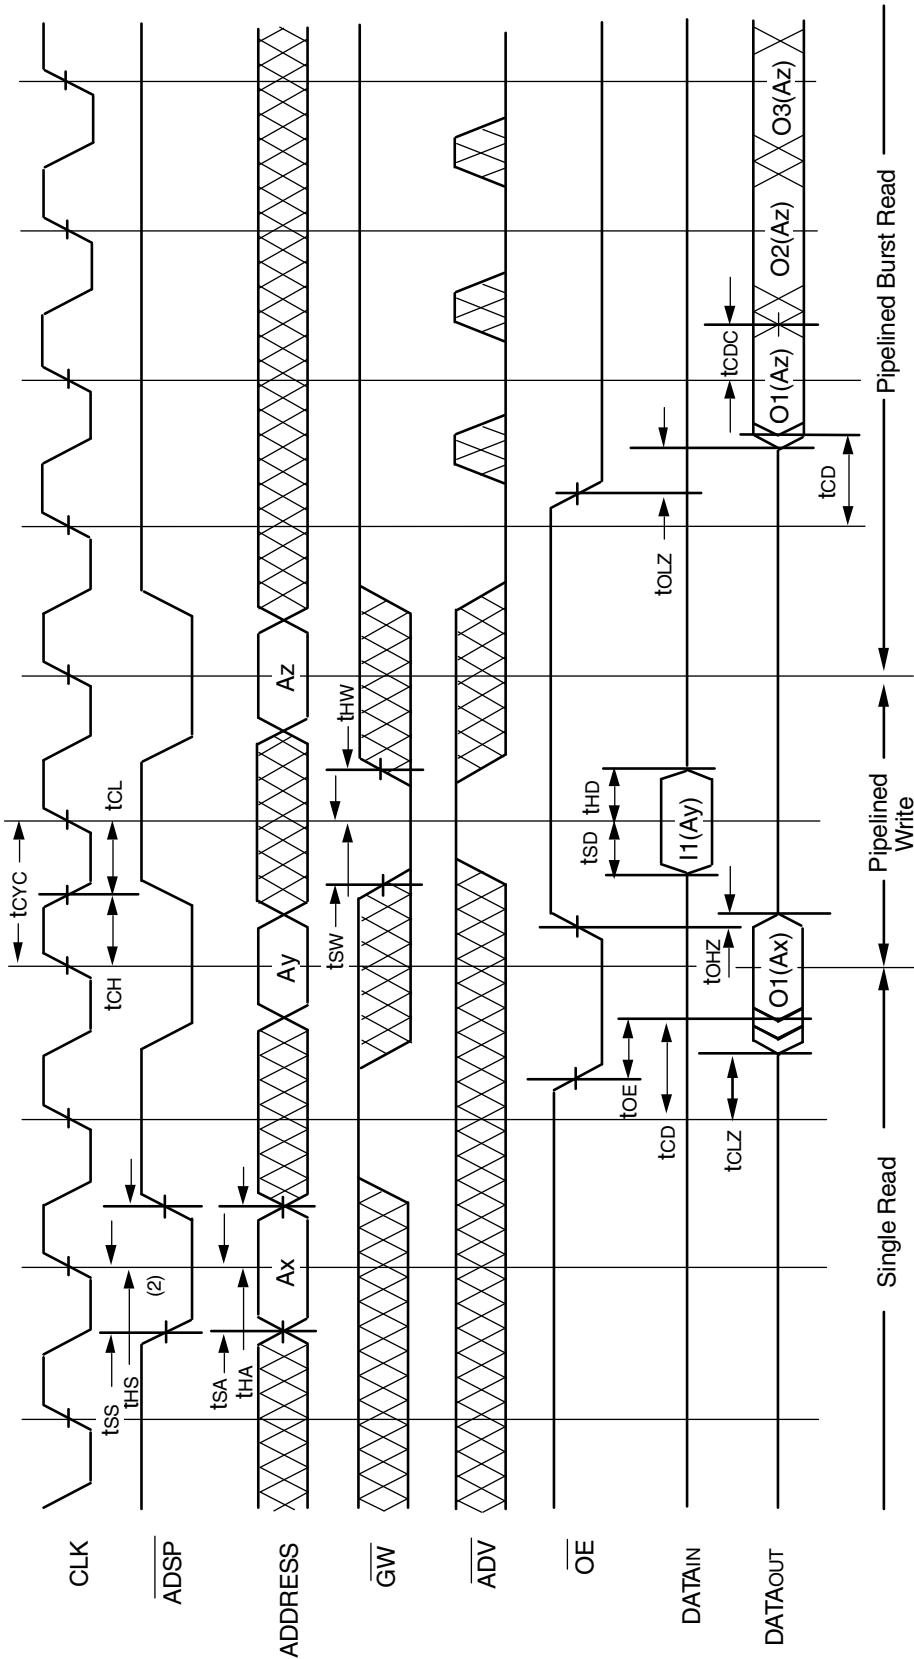 CLK
tSS
tHS
tCH
tCYC
tCL
ADSP
(2)
ADDRESS
tSA
tHA
Ax
Ay
Az
GW
tSW
tHW
ADV
OE
tOE
tOHZ
tOLZ
DATAIN
tCD
tSD
tHD
I1(Ay)
DATAOUT
tCLZ
O1(Ax)
tCD
tCDC
O1(Az)
O2(Az)
O3(Az)
Single Read
Pipelined
Write
Pipelined Burst Read